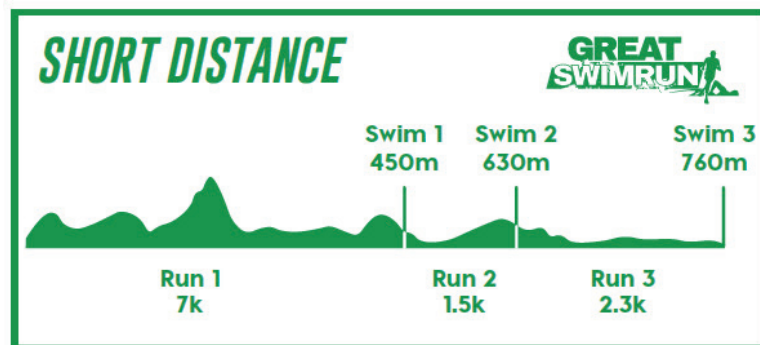 SHORT DISTANCE
GREAT
SWIMRUN
Swim 1
450m
Swim 2
630m
Swim 3
760m
Run 1
7k
Run 2
1.5k
Run 3
2.3k